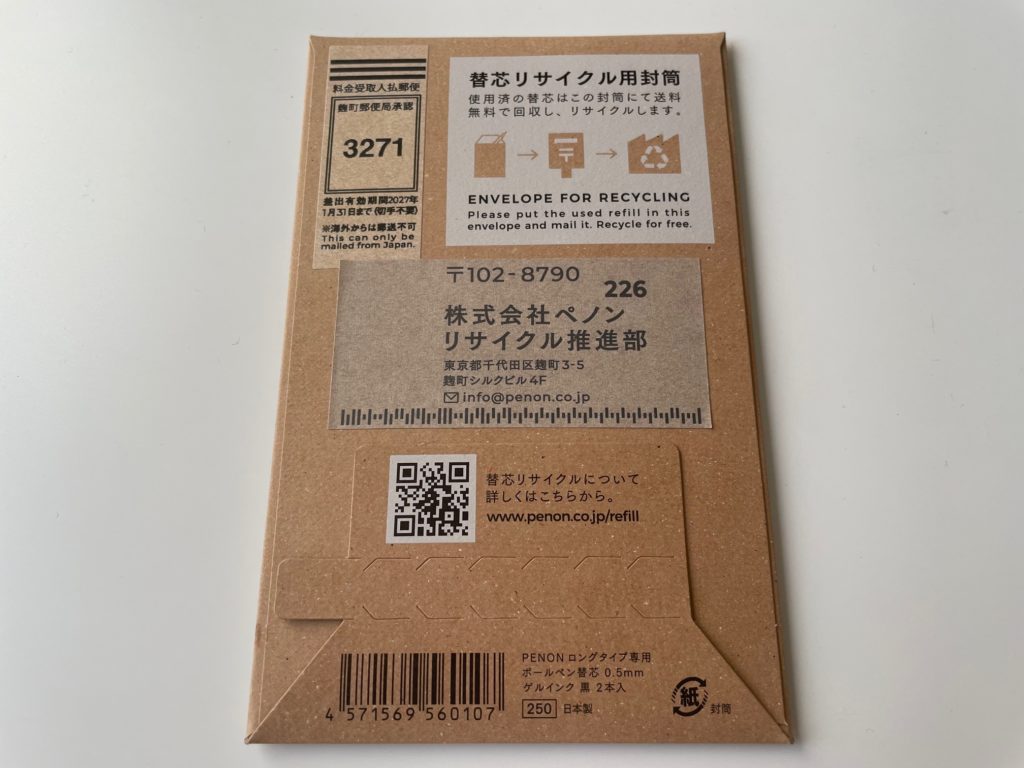 料金受取人払郵便
麹町郵便局承認
3271
差出有効期間2027年
1月31日まで(切手不要)
※海外からは郵送不可
This can only be
mailed from Japan.
替芯リサイクル用封筒
使用済の替芯はこの封筒にて送料
無料で回収し、リサイクルします。
〒
ENVELOPE FOR RECYCLING
Please put the used refill in this
envelope and mail it. Recycle for free.
〒102-8790
226
株式会社ペノン
リサイクル推進部
東京都千代田区麹町3-5
麹町シルクビル4F
info@penon.co.jp
替芯リサイクルについて
詳しくはこちらから。
www.penon.co.jp/refill
4 571569 560107
PENON ロングタイプ専用
ボールペン替芯 0.5mm
ゲルインク 黒 2本入
250 日本製
紙 封筒